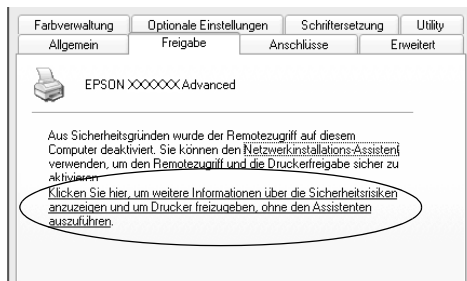 Farbverwaltung Optionale Einstellungen Schriftersetzung Utility
Allgemein Freigabe Anschlüsse Erweitert
EPSON XXXXXX Advanced
Aus Sicherheitsgründen wurde der Remotezugriff auf diesem
Computer deaktiviert. Sie können den Netzwerkinstallations-Assistent
verwenden, um den Remotezugriff und die Druckerfreigabe sicher zu
aktivieren.
Klicken Sie hier, um weitere Informationen über die Sicherheitsrisiken
anzuzeigen und um Drucker freizugeben, ohne den Assistenten
auszuführen.